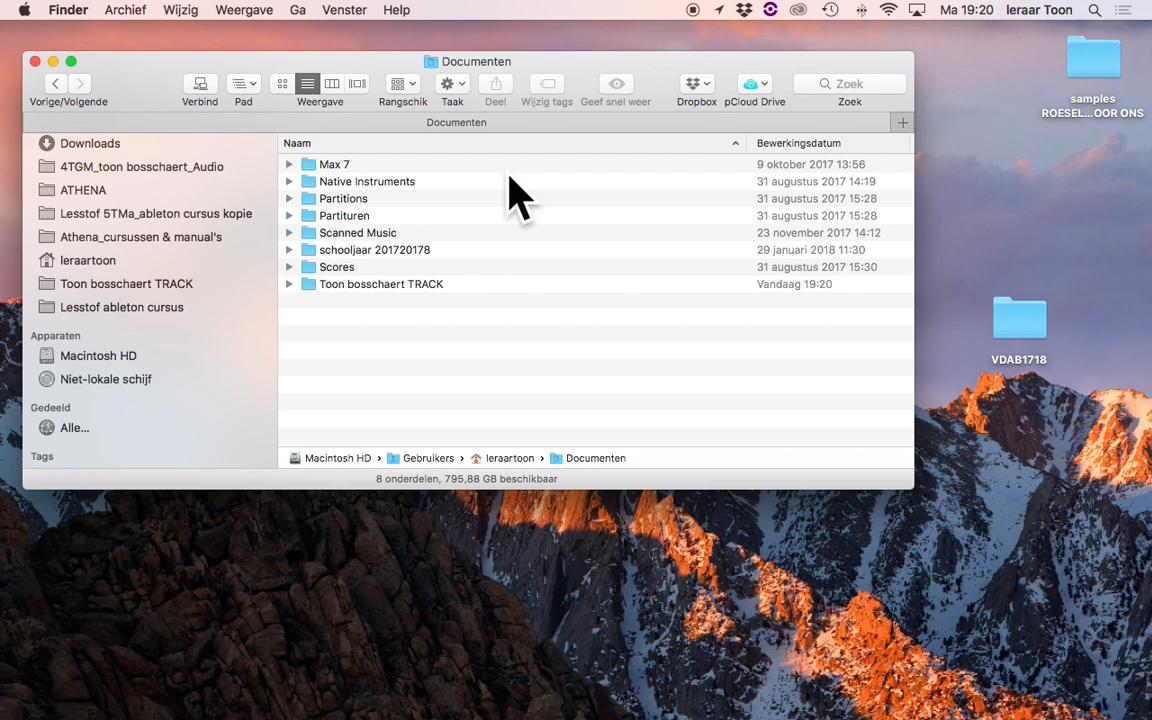 Finder Archief Wijzig Weergave Ga Venster Help Ma 19:20 leraar Toon
Documenten
Vorige/Volgende Verbind Pad Weergave Rangschik Taak Deel Wijzig tags Geef snel weer Dropbox pCloud Drive Zoek
Zoek
Documenten
Naam Bewerkingsdatum
Downloads
4TGM_toon bosschaert_Audio
ATHENA
Lesstof 5TMa_ableton cursus kopie
Athena_cursussen & manual's
leraartoon
Toon bosschaert TRACK
Lesstof ableton cursus
Apparaten
Macintosh HD
Niet-lokale schijf
Gedeeld
Alle...
Tags
Max 7 9 oktober 2017 13:56
Native Instruments 31 augustus 2017 14:19
Partitions 31 augustus 2017 15:28
Partituren 31 augustus 2017 15:28
Scanned Music 23 november 2017 14:12
schooljaar 201720178 29 januari 2018 11:30
Scores 31 augustus 2017 15:30
Toon bosschaert TRACK Vandaag 19:20
Macintosh HD › Gebruikers › leraartoon › Documenten
8 onderdelen, 795,88 GB beschikbaar
samples
ROESEL...OOR ONS
VDAB1718